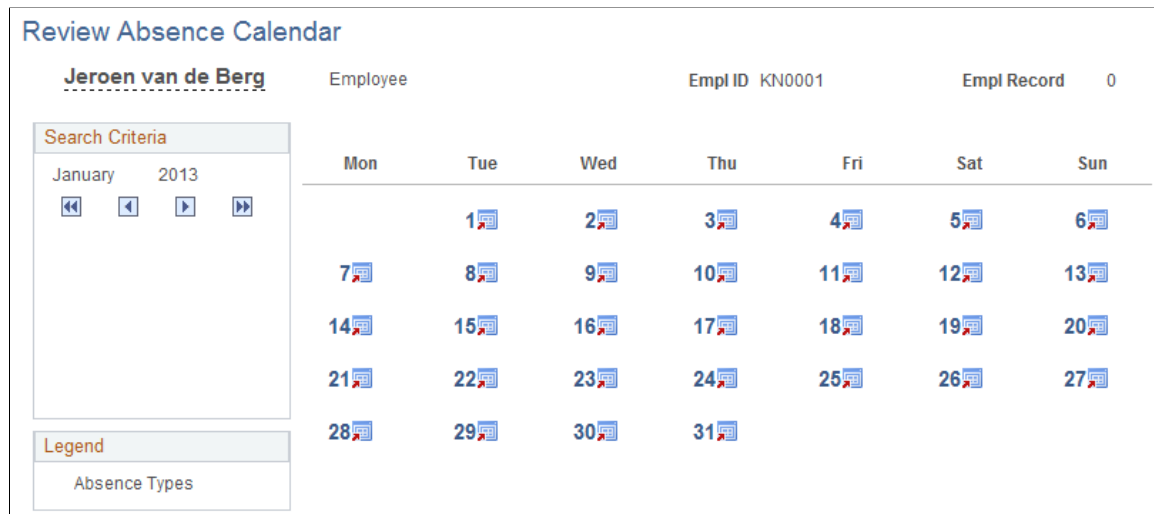 Review Absence Calendar
Jeroen van de Berg Employee Empl ID KN0001 Empl Record 0
Search Criteria
January 2013
Mon Tue Wed Thu Fri Sat Sun
1 2 3 4 5 6
7 8 9 10 11 12 13
14 15 16 17 18 19 20
21 22 23 24 25 26 27
28 29 30 31
Legend
Absence Types